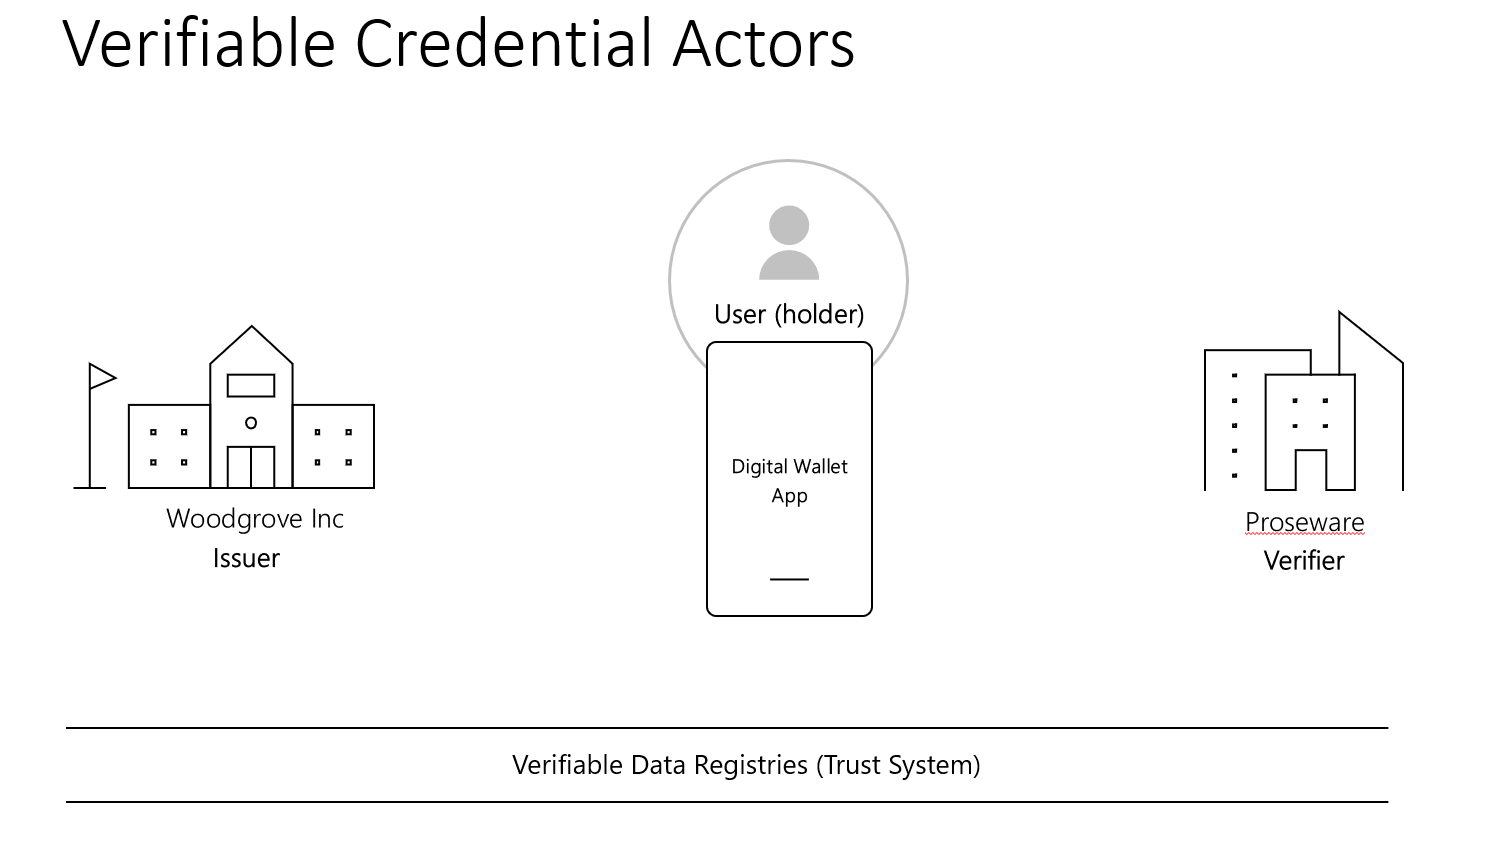 Verifiable Credential Actors
User (holder)
Digital Wallet
App
Woodgrove Inc
Issuer
Proseware
Verifier
Verifiable Data Registries (Trust System)